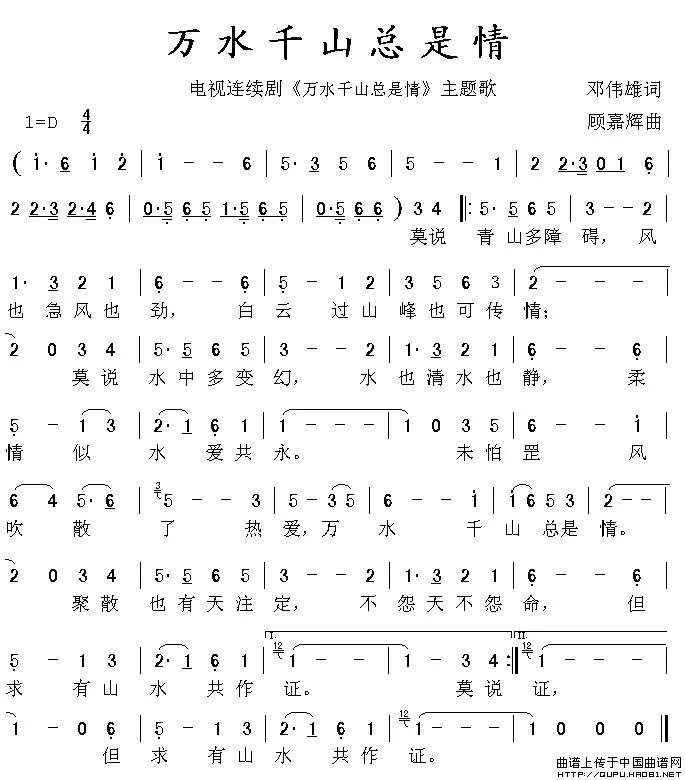 万水千山总是情
电视连续剧《万水千山总是情》主题歌 邓伟雄词
1=D 4/4 顾嘉辉曲
( 1· 6 1 2 | 1 - - 6 | 5· 3 5 6 | 5 - - 1 | 2 2·3 0 1 6
2 2·3 2·4 6 | 0·5 6 5 1·5 6 5 | 0·5 6 6 ) 3 4 |: 5· 5 6 5 | 3 - - 2 |
莫说 青山多障 碍， 风
1· 3 2 1 | 6 - - 6 | 5 - 1 2 | 3 5 6 3 | 2 - -
也 急风也 劲， 白 云 过山 峰也可传 情；
2 0 3 4 | 5· 5 6 5 | 3 - - 2 | 1· 3 2 1 | 6 - - 6
莫说 水中多变 幻， 水 也清水也 静， 柔
5 - 1 3 | 2· 1 6 1 | 1 - - - | 1 0 3 5 | 6 - - 1
情 似 水 爱共 永。 未怕 罡 风
6 4 5· 6 | 3 5 - - 3 | 5 - 3 5 | 6 - - 1 | 1 6 5 3 | 2 - - -
吹 散 了 热 爱，万 水 千 山总是 情。
2 0 3 4 | 5· 5 6 5 | 3 - - 2 | 1· 3 2 1 | 6 - - 6
聚散 也有天注 定， 不 怨天不怨 命， 但
5 - 1 3 | 2· 1 6 1 | I. 12 1 - - - | 1 - 3 4 :| II. 12 1 - - -
求 有山 水 共作 证。 莫说 证，
1 - 0 6 | 5 - 1 3 | 2· 1 6 1 | 12 1 - - - | 1 0 0 0 ||
但 求 有山 水 共作 证。
曲谱上传于中国曲谱网
HTTP://QUPU.HAO81.NET